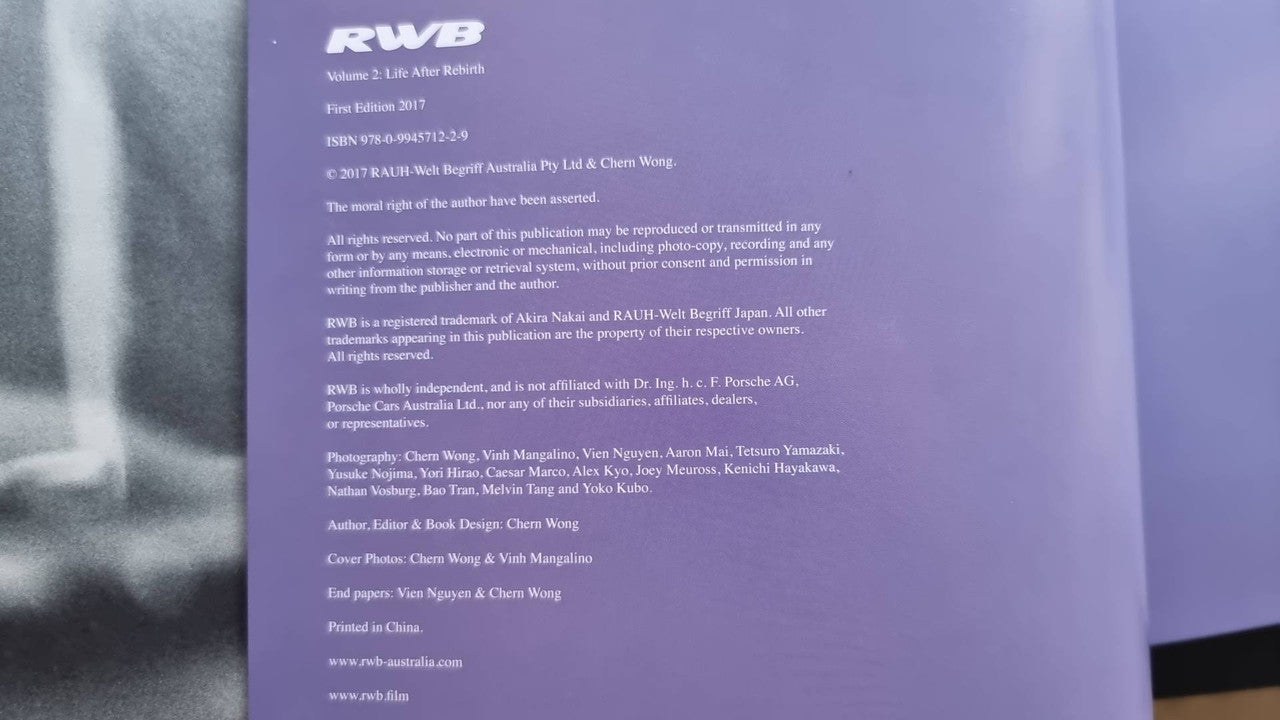 RWB
Volume 2: Life After Rebirth
First Edition 2017
ISBN 978-0-9945712-2-9
© 2017 RAUH-Welt Begriff Australia Pty Ltd & Chern Wong.
The moral right of the author have been asserted.
All rights reserved. No part of this publication may be reproduced or transmitted in any
form or by any means, electronic or mechanical, including photo-copy, recording and any
other information storage or retrieval system, without prior consent and permission in
writing from the publisher and the author.
RWB is a registered trademark of Akira Nakai and RAUH-Welt Begriff Japan. All other
trademarks appearing in this publication are the property of their respective owners.
All rights reserved.
RWB is wholly independent, and is not affiliated with Dr. Ing. h. c. F. Porsche AG,
Porsche Cars Australia Ltd., nor any of their subsidiaries, affiliates, dealers,
or representatives.
Photography: Chern Wong, Vinh Mangalino, Vien Nguyen, Aaron Mai, Tetsuro Yamazaki,
Yusuke Nojima, Yori Hirao, Caesar Marco, Alex Kyo, Joey Meuross, Kenichi Hayakawa,
Nathan Vosburg, Bao Tran, Melvin Tang and Yoko Kubo.
Author, Editor & Book Design: Chern Wong
Cover Photos: Chern Wong & Vinh Mangalino
End papers: Vien Nguyen & Chern Wong
Printed in China.
www.rwb-australia.com
www.rwb.film